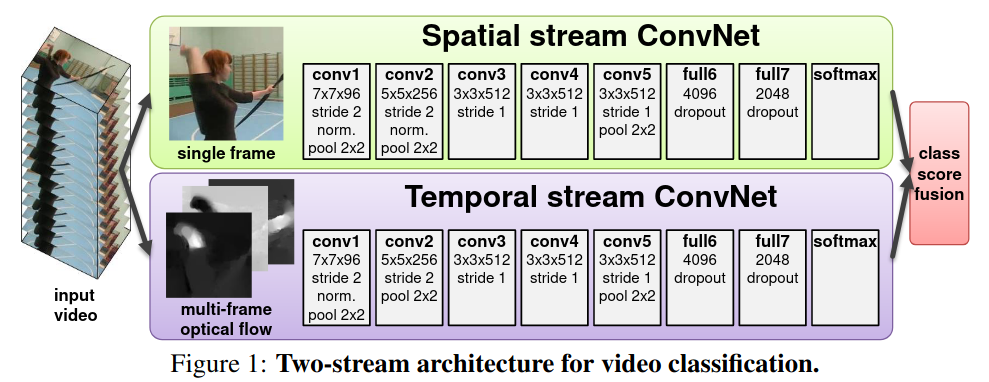 Spatial stream ConvNet
conv1
7x7x96
stride 2
norm.
pool 2x2
conv2
5x5x256
stride 2
norm.
pool 2x2
conv3
3x3x512
stride 1
conv4
3x3x512
stride 1
conv5
3x3x512
stride 1
pool 2x2
full6
4096
dropout
full7
2048
dropout
softmax
single frame
Temporal stream ConvNet
conv1
7x7x96
stride 2
norm.
pool 2x2
conv2
5x5x256
stride 2
pool 2x2
conv3
3x3x512
stride 1
conv4
3x3x512
stride 1
conv5
3x3x512
stride 1
pool 2x2
full6
4096
dropout
full7
2048
dropout
softmax
multi-frame
optical flow
input
video
class
score
fusion
Figure 1: Two-stream architecture for video classification.